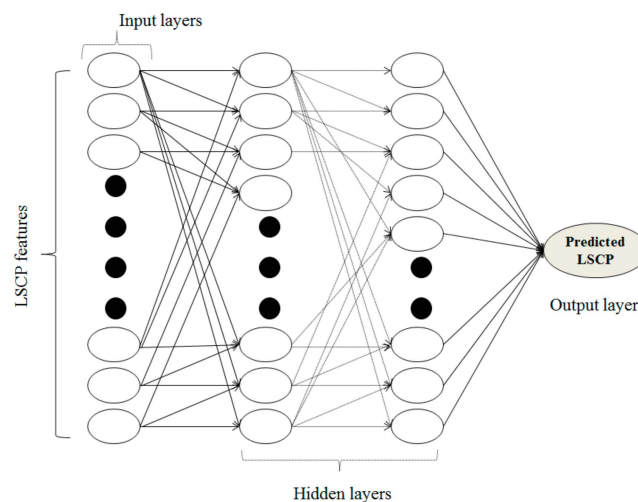 Input layers
LSCP features
Predicted
LSCP
Output layer
Hidden layers